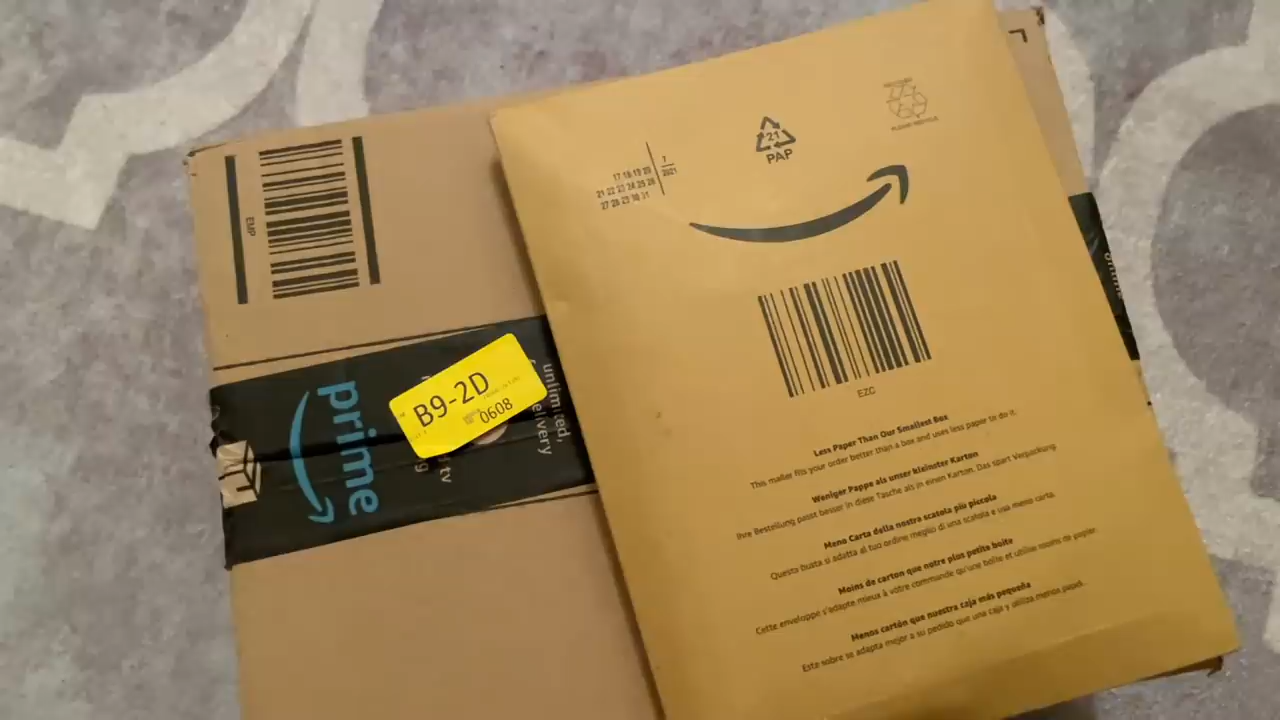 EMP
prime
unlimited,
delivery
tv
B9-2D
0608
17 18 19 20
21 22 23 24 25 26
27 28 29 30 31
7
2021
21
PAP
PLEASE RECYCLE
EZC
Less Paper Than Our Smallest Box
This mailer fits your order better than a box and uses less paper to do it.
Weniger Pappe als unser kleinster Karton
Ihre Bestellung passt besser in diese Tasche als in einen Karton. Das spart Verpackung.
Meno Carta della nostra scatola più piccola
Questa busta si adatta al tuo ordine meglio di una scatola e usa meno carta.
Moins de carton que notre plus petite boîte
Cette enveloppe s'adapte mieux à votre commande qu'une boîte et utilise moins de papier.
Menos cartón que nuestra caja más pequeña
Este sobre se adapta mejor a su pedido que una caja y utiliza menos papel.